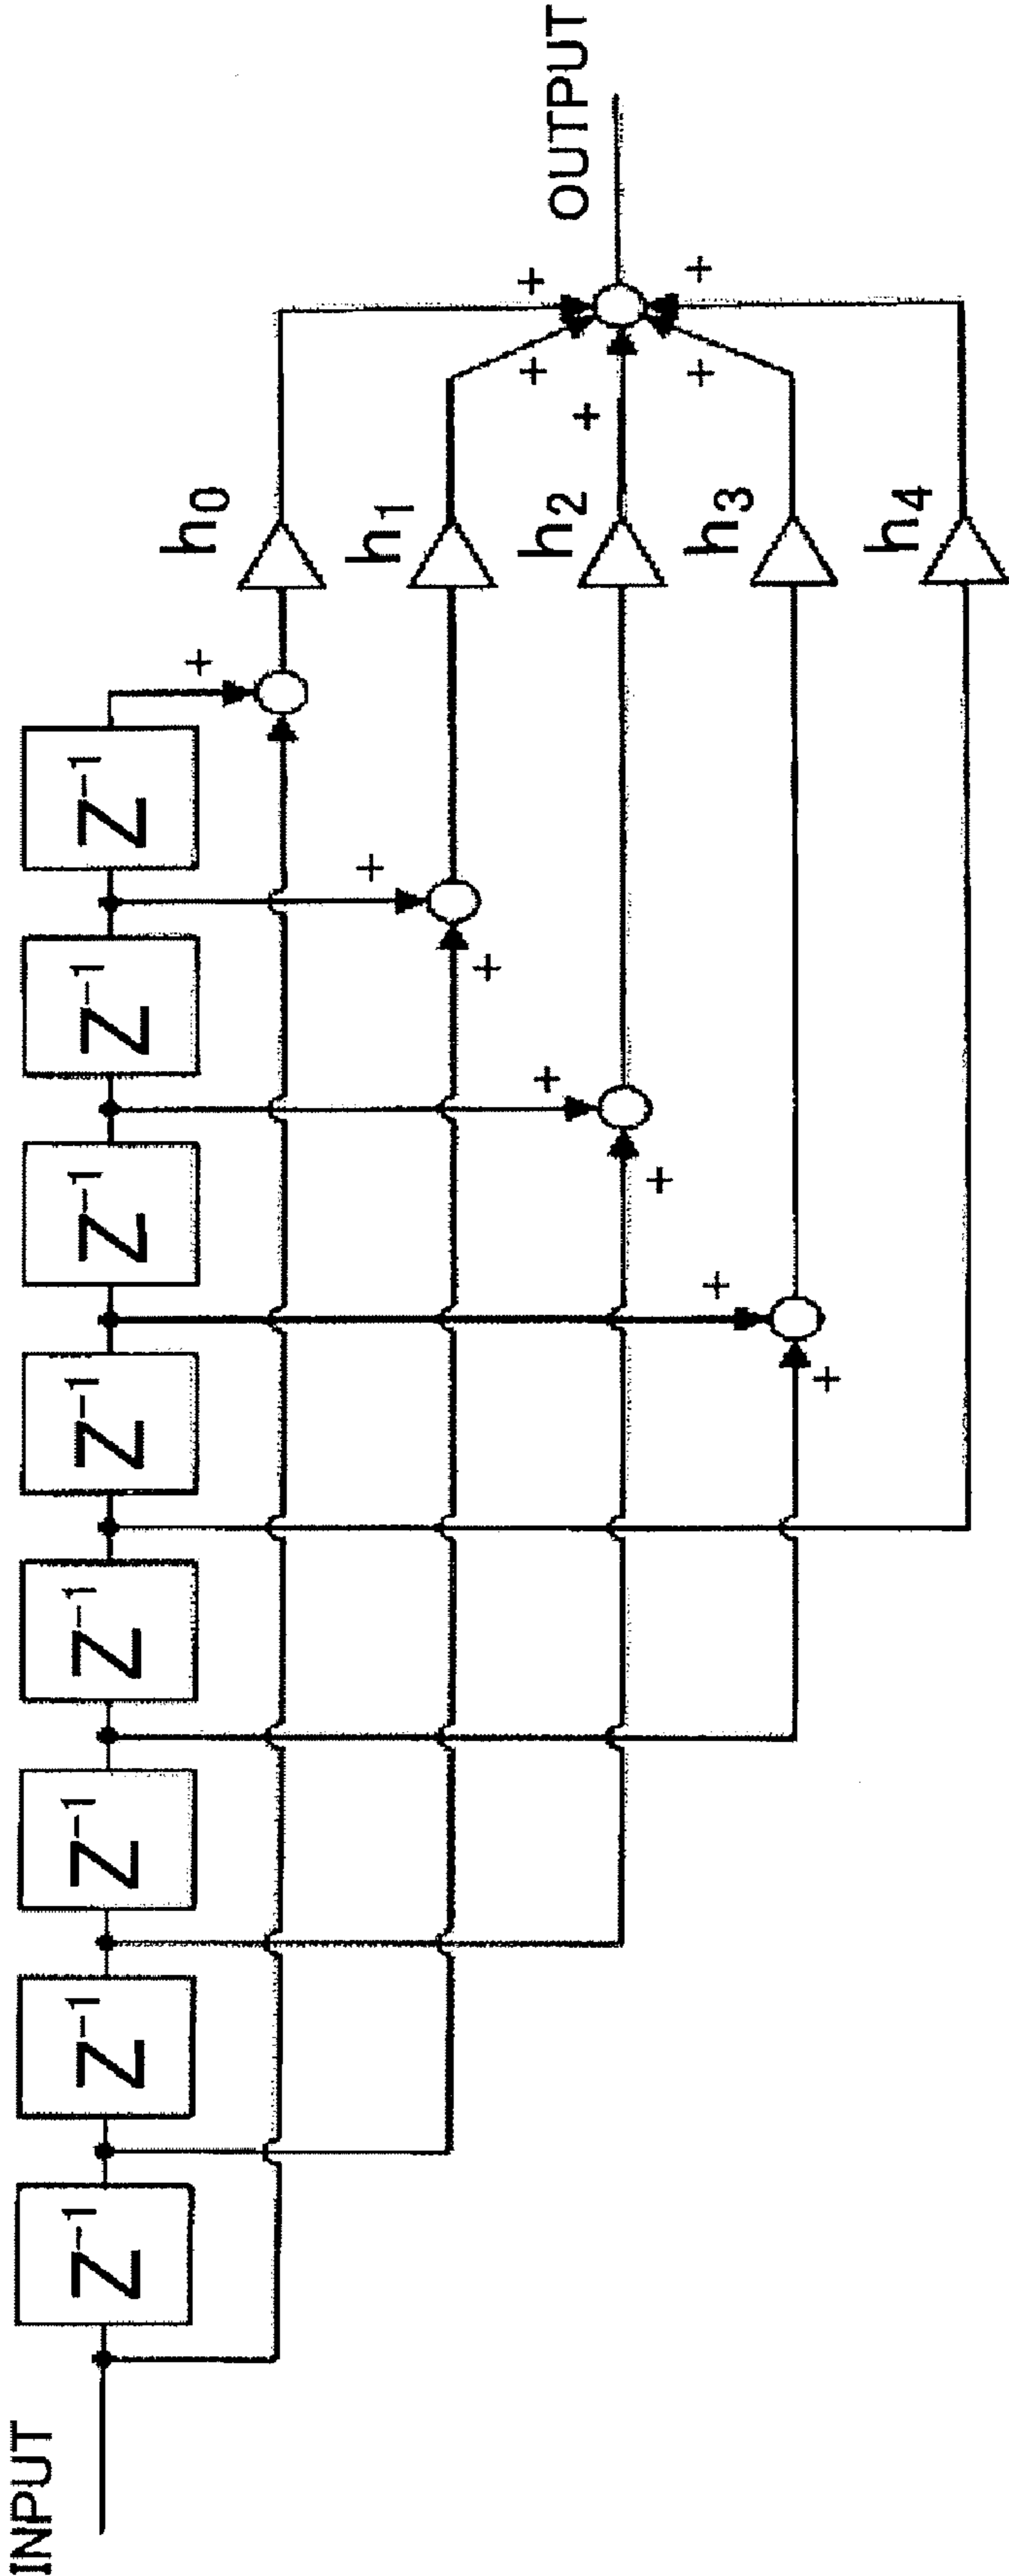 INPUT
Z⁻¹
Z⁻¹
Z⁻¹
Z⁻¹
Z⁻¹
Z⁻¹
Z⁻¹
Z⁻¹
+
+
+
+
+
+
+
h₀
h₁
h₂
h₃
h₄
+
+
+
+
+
OUTPUT